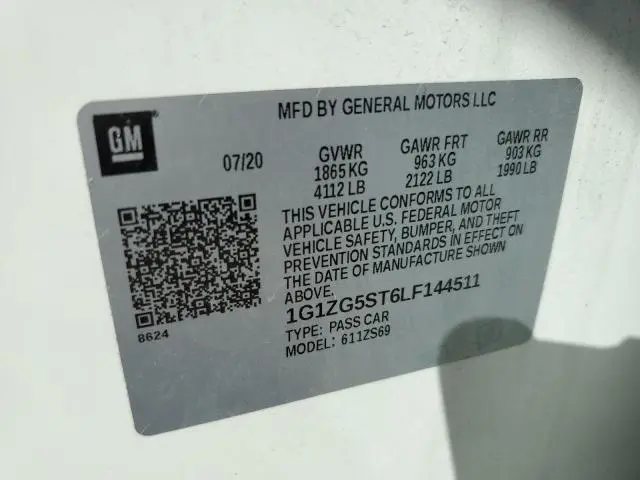 MFD BY GENERAL MOTORS LLC
GM
07/20
GVWR
1865 KG
4112 LB
GAWR FRT
963 KG
2122 LB
GAWR RR
903 KG
1990 LB
THIS VEHICLE CONFORMS TO ALL
APPLICABLE U.S. FEDERAL MOTOR
VEHICLE SAFETY, BUMPER, AND THEFT
PREVENTION STANDARDS IN EFFECT ON
THE DATE OF MANUFACTURE SHOWN
ABOVE.
1G1ZG5ST6LF144511
TYPE: PASS CAR
MODEL: 611ZS69
8624